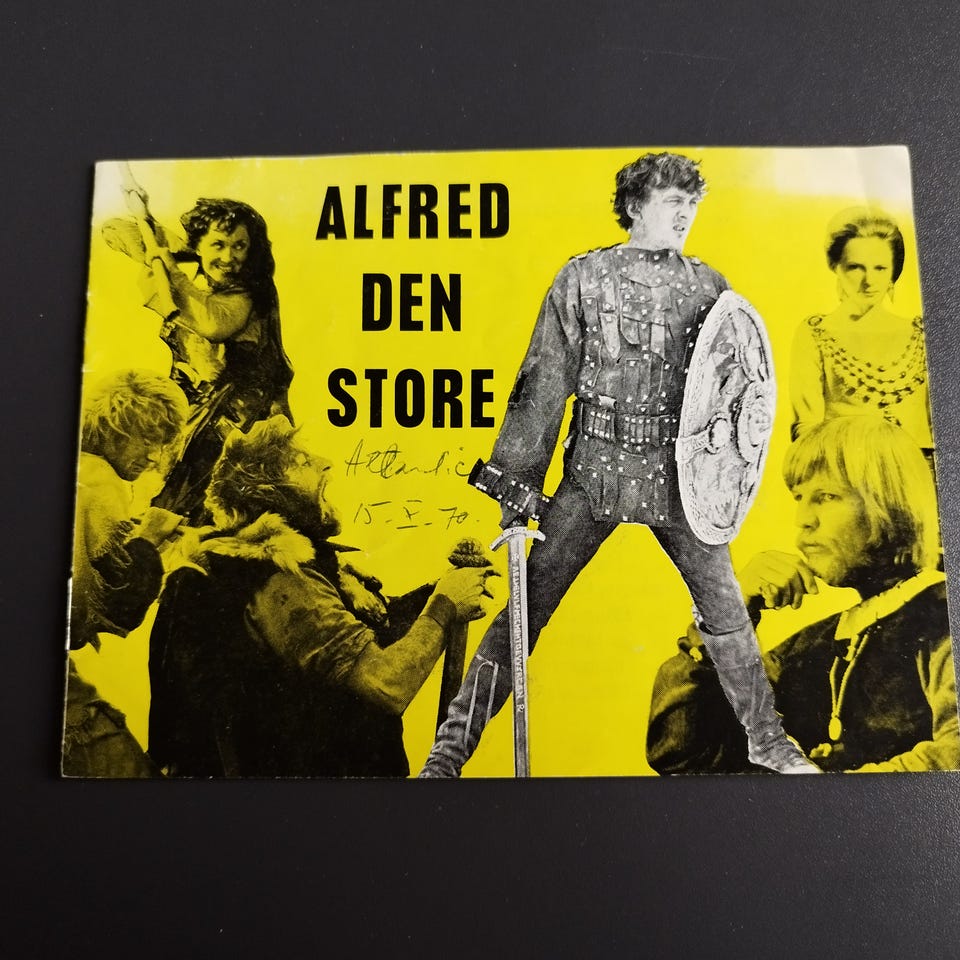 ALFRED
DEN
STORE
Atlantic
15-V-70.